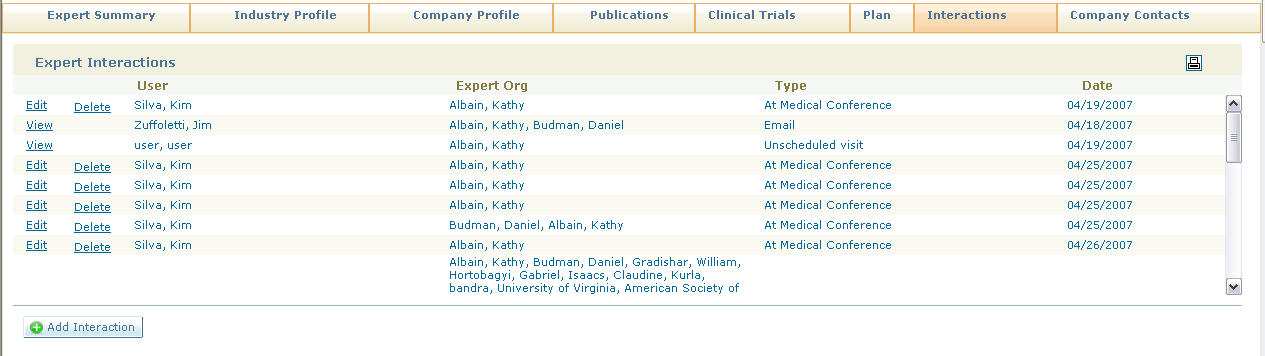 Expert Summary Industry Profile Company Profile Publications Clinical Trials Plan Interactions Company Contacts
Expert Interactions
User Expert Org Type Date
Edit Delete Silva, Kim Albain, Kathy At Medical Conference 04/19/2007
View Zuffoletti, Jim Albain, Kathy, Budman, Daniel Email 04/18/2007
View user, user Albain, Kathy Unscheduled visit 04/19/2007
Edit Delete Silva, Kim Albain, Kathy At Medical Conference 04/25/2007
Edit Delete Silva, Kim Albain, Kathy At Medical Conference 04/25/2007
Edit Delete Silva, Kim Albain, Kathy At Medical Conference 04/25/2007
Edit Delete Silva, Kim Budman, Daniel, Albain, Kathy At Medical Conference 04/25/2007
Edit Delete Silva, Kim Albain, Kathy At Medical Conference 04/26/2007
Albain, Kathy, Budman, Daniel, Gradishar, William,
Hortobagyi, Gabriel, Isaacs, Claudine, Kurla,
bandra, University of Virginia, American Society of
Add Interaction